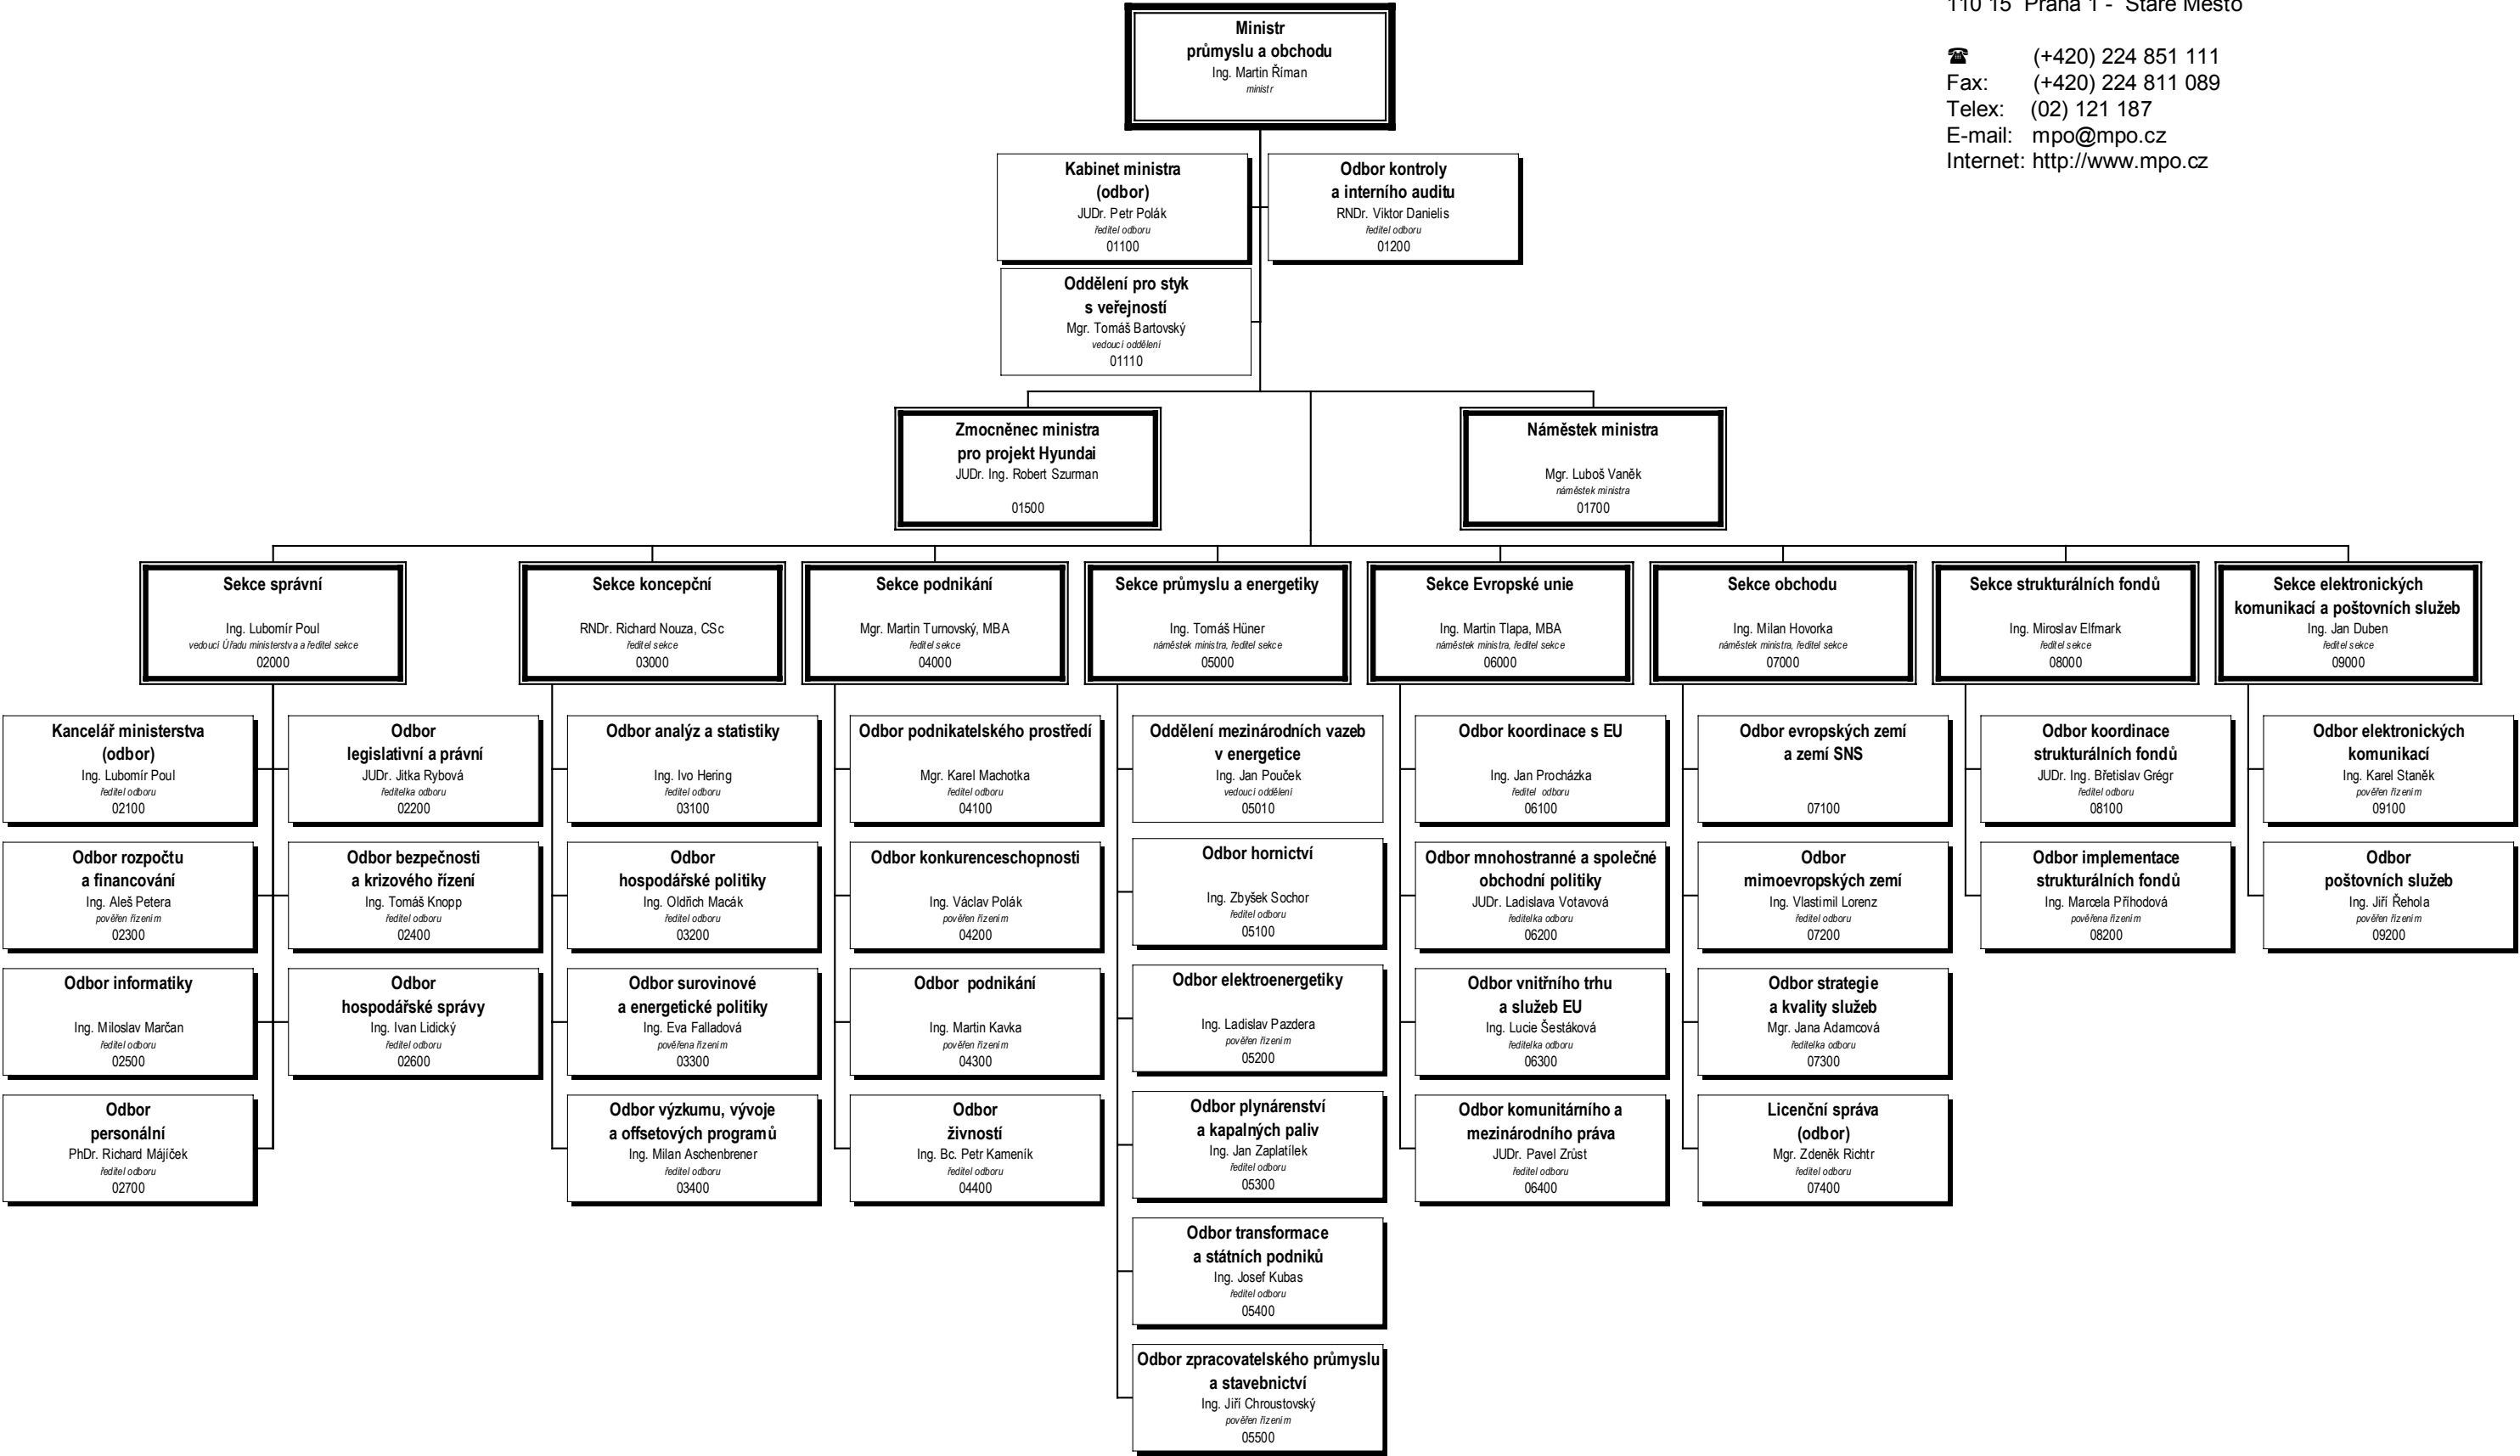 110 15 Praha 1 - Staré Město
☎ (+420) 224 851 111
Fax: (+420) 224 811 089
Telex: (02) 121 187
E-mail: mpo@mpo.cz
Internet: http://www.mpo.cz
Ministr
průmyslu a obchodu
Ing. Martin Říman
ministr
Kabinet ministra
(odbor)
JUDr. Petr Polák
ředitel odboru
01100
Odbor kontroly
a interního auditu
RNDr. Viktor Danielis
ředitel odboru
01200
Oddělení pro styk
s veřejností
Mgr. Tomáš Bartovský
vedoucí oddělení
01110
Zmocněnec ministra
pro projekt Hyundai
JUDr. Ing. Robert Szurman
01500
Náměstek ministra
Mgr. Luboš Vaněk
náměstek ministra
01700
Sekce správní
Ing. Lubomír Poul
vedoucí Úřadu ministerstva a ředitel sekce
02000
Sekce koncepční
RNDr. Richard Nouza, CSc
ředitel sekce
03000
Sekce podnikání
Mgr. Martin Turnovský, MBA
ředitel sekce
04000
Sekce průmyslu a energetiky
Ing. Tomáš Hüner
náměstek ministra, ředitel sekce
05000
Sekce Evropské unie
Ing. Martin Tlapa, MBA
náměstek ministra, ředitel sekce
06000
Sekce obchodu
Ing. Milan Hovorka
náměstek ministra, ředitel sekce
07000
Sekce strukturálních fondů
Ing. Miroslav Elfmark
ředitel sekce
08000
Sekce elektronických
komunikací a poštovních služeb
Ing. Jan Duben
ředitel sekce
09000
Kancelář ministerstva
(odbor)
Ing. Lubomír Poul
ředitel odboru
02100
Odbor
legislativní a právní
JUDr. Jitka Rybová
ředitelka odboru
02200
Odbor analýz a statistiky
Ing. Ivo Hering
ředitel odboru
03100
Odbor podnikatelského prostředí
Mgr. Karel Machotka
ředitel odboru
04100
Oddělení mezinárodních vazeb
v energetice
Ing. Jan Pouček
vedoucí oddělení
05010
Odbor koordinace s EU
Ing. Jan Procházka
ředitel odboru
06100
Odbor evropských zemí
a zemí SNS
07100
Odbor koordinace
strukturálních fondů
JUDr. Ing. Břetislav Grégr
ředitel odboru
08100
Odbor elektronických
komunikací
Ing. Karel Staněk
pověřen řízením
09100
Odbor rozpočtu
a financování
Ing. Aleš Petera
pověřen řízením
02300
Odbor bezpečnosti
a krizového řízení
Ing. Tomáš Knopp
ředitel odboru
02400
Odbor
hospodářské politiky
Ing. Oldřich Macák
ředitel odboru
03200
Odbor konkurenceschopnosti
Ing. Václav Polák
pověřen řízením
04200
Odbor hornictví
Ing. Zbyšek Sochor
ředitel odboru
05100
Odbor mnohostranné a společné
obchodní politiky
JUDr. Ladislava Votavová
ředitelka odboru
06200
Odbor
mimoevropských zemí
Ing. Vlastimil Lorenz
ředitel odboru
07200
Odbor implementace
strukturálních fondů
Ing. Marcela Příhodová
pověřena řízením
08200
Odbor
poštovních služeb
Ing. Jiří Řehola
pověřen řízením
09200
Odbor informatiky
Ing. Miloslav Marčan
ředitel odboru
02500
Odbor
hospodářské správy
Ing. Ivan Lidický
ředitel odboru
02600
Odbor surovinové
a energetické politiky
Ing. Eva Falladová
pověřena řízením
03300
Odbor podnikání
Ing. Martin Kavka
pověřen řízením
04300
Odbor elektroenergetiky
Ing. Ladislav Pazdera
pověřen řízením
05200
Odbor vnitřního trhu
a služeb EU
Ing. Lucie Šestáková
ředitelka odboru
06300
Odbor strategie
a kvality služeb
Mgr. Jana Adamcová
ředitelka odboru
07300
Odbor
personální
PhDr. Richard Májíček
ředitel odboru
02700
Odbor výzkumu, vývoje
a offsetových programů
Ing. Milan Aschenbrener
ředitel odboru
03400
Odbor
živností
Ing. Bc. Petr Kameník
ředitel odboru
04400
Odbor plynárenství
a kapalných paliv
Ing. Jan Zaplatílek
ředitel odboru
05300
Odbor komunitárního a
mezinárodního práva
JUDr. Pavel Zrůst
ředitel odboru
06400
Licenční správa
(odbor)
Mgr. Zdeněk Richtr
ředitel odboru
07400
Odbor transformace
a státních podniků
Ing. Josef Kubas
ředitel odboru
05400
Odbor zpracovatelského průmyslu
a stavebnictví
Ing. Jiří Chroustovský
pověřen řízením
05500